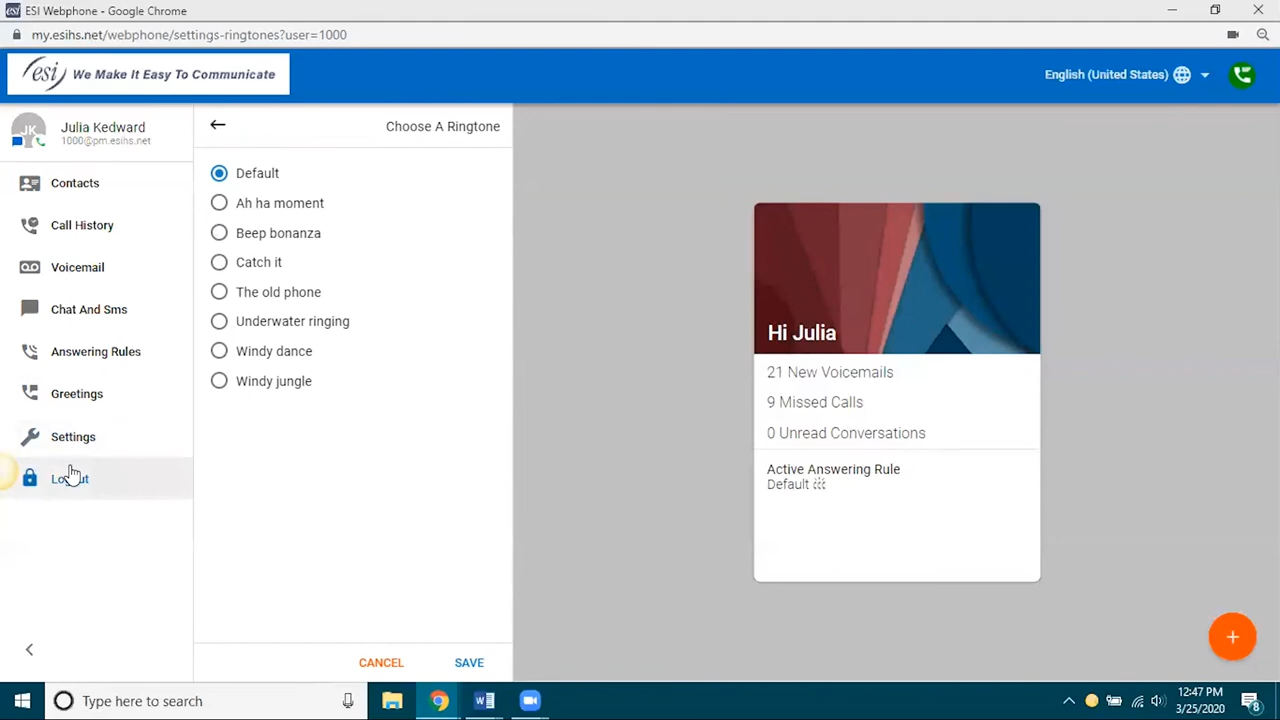 ESI Webphone - Google Chrome
my.esihs.net/webphone/settings-ringtones?user=1000
esi We Make It Easy To Communicate
English (United States)
JK
Julia Kedward
1000@pm.esihs.net
Contacts
Call History
Voicemail
Chat And Sms
Answering Rules
Greetings
Settings
Choose A Ringtone
Default
Ah ha moment
Beep bonanza
Catch it
The old phone
Underwater ringing
Windy dance
Windy jungle
CANCEL
SAVE
Hi Julia
21 New Voicemails
9 Missed Calls
0 Unread Conversations
Active Answering Rule
Default
Type here to search
12:47 PM
3/25/2020
8